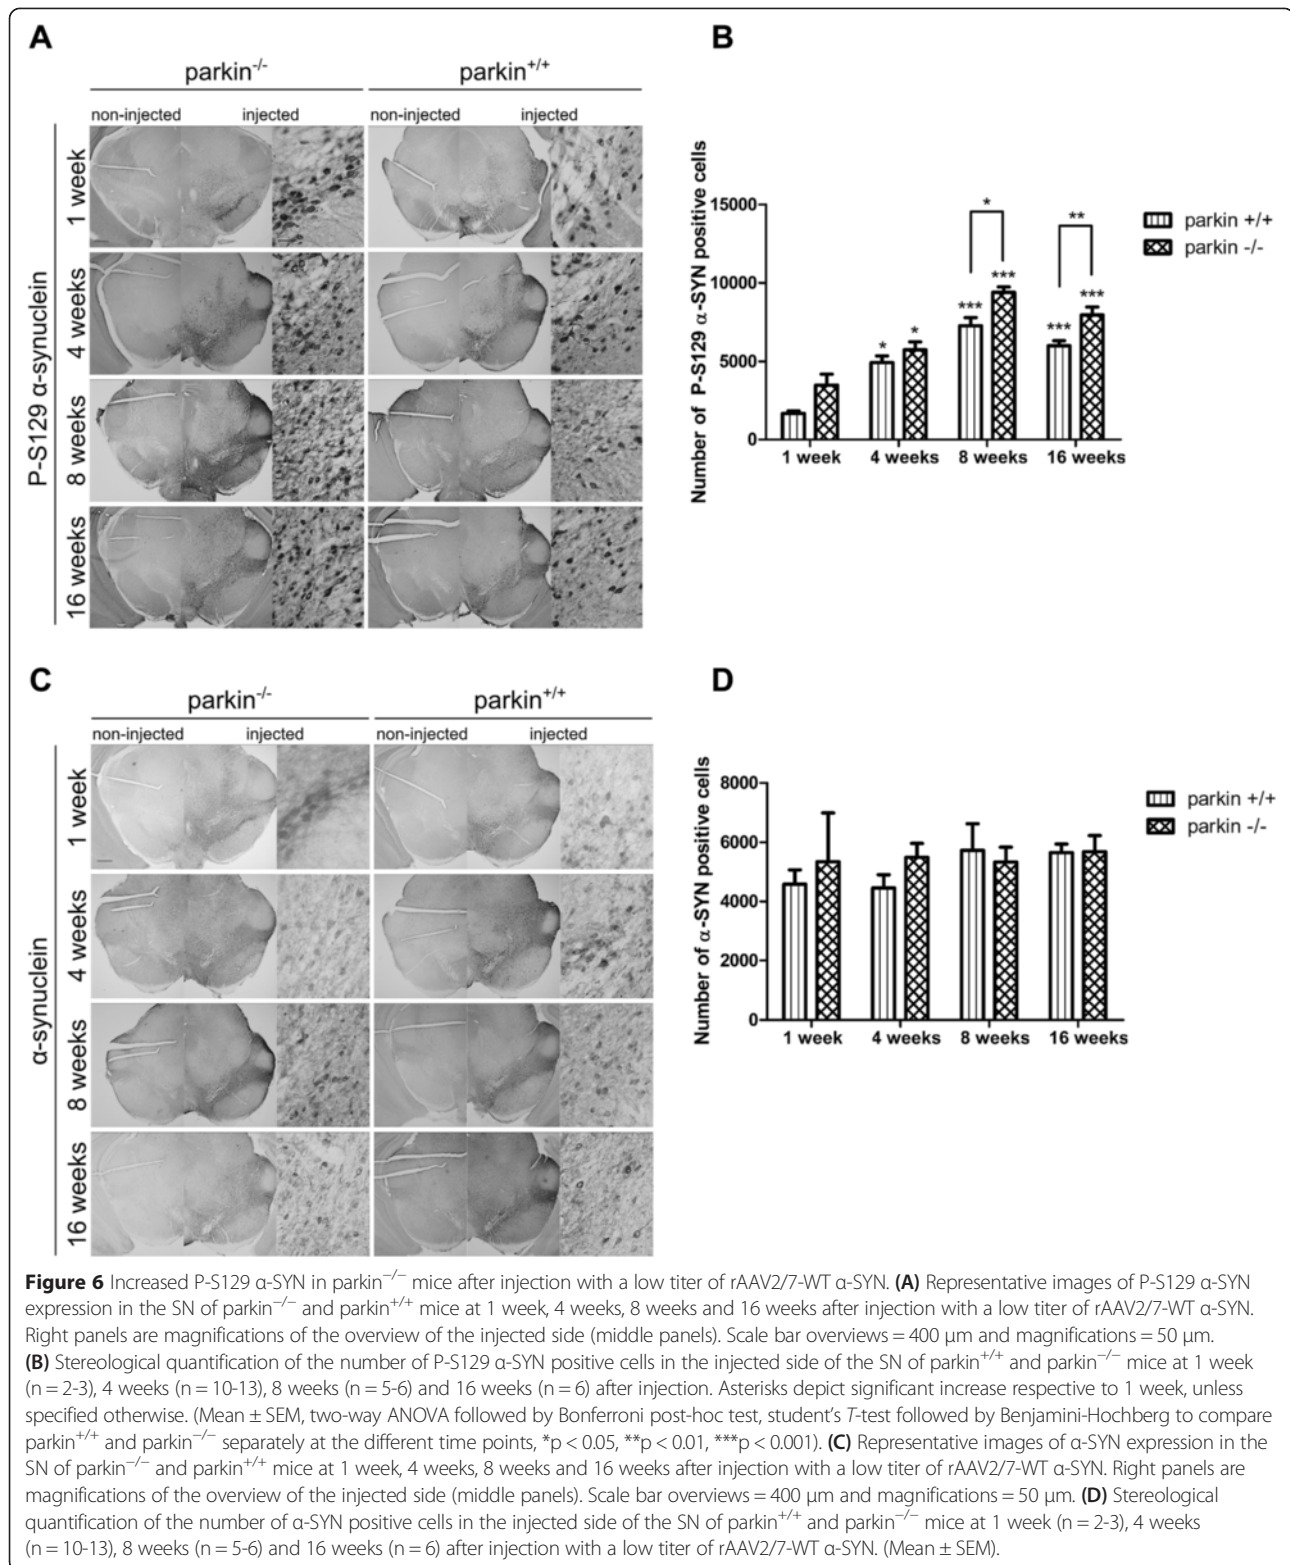 A
parkin-/-
parkin+/+
non-injected
injected
non-injected
injected
P-S129 α-synuclein
1 week
4 weeks
8 weeks
16 weeks
B
Number of P-S129 α-SYN positive cells
15000
10000
5000
0
*
**
***
***
***
***
*
*
1 week
4 weeks
8 weeks
16 weeks
parkin +/+
parkin -/-
C
parkin-/-
parkin+/+
non-injected
injected
non-injected
injected
α-synuclein
1 week
4 weeks
8 weeks
16 weeks
D
Number of α-SYN positive cells
8000
6000
4000
2000
0
1 week
4 weeks
8 weeks
16 weeks
parkin +/+
parkin -/-
Figure 6 Increased P-S129 α-SYN in parkin−/− mice after injection with a low titer of rAAV2/7-WT α-SYN. (A) Representative images of P-S129 α-SYN
expression in the SN of parkin−/− and parkin+/+ mice at 1 week, 4 weeks, 8 weeks and 16 weeks after injection with a low titer of rAAV2/7-WT α-SYN.
Right panels are magnifications of the overview of the injected side (middle panels). Scale bar overviews = 400 μm and magnifications = 50 μm.
(B) Stereological quantification of the number of P-S129 α-SYN positive cells in the injected side of the SN of parkin+/+ and parkin−/− mice at 1 week
(n = 2-3), 4 weeks (n = 10-13), 8 weeks (n = 5-6) and 16 weeks (n = 6) after injection. Asterisks depict significant increase respective to 1 week, unless
specified otherwise. (Mean ± SEM, two-way ANOVA followed by Bonferroni post-hoc test, student's T-test followed by Benjamini-Hochberg to compare
parkin+/+ and parkin−/− separately at the different time points, *p < 0.05, **p < 0.01, ***p < 0.001). (C) Representative images of α-SYN expression in the
SN of parkin−/− and parkin+/+ mice at 1 week, 4 weeks, 8 weeks and 16 weeks after injection with a low titer of rAAV2/7-WT α-SYN. Right panels are
magnifications of the overview of the injected side (middle panels). Scale bar overviews = 400 μm and magnifications = 50 μm. (D) Stereological
quantification of the number of α-SYN positive cells in the injected side of the SN of parkin+/+ and parkin−/− mice at 1 week (n = 2-3), 4 weeks
(n = 10-13), 8 weeks (n = 5-6) and 16 weeks (n = 6) after injection with a low titer of rAAV2/7-WT α-SYN. (Mean ± SEM).